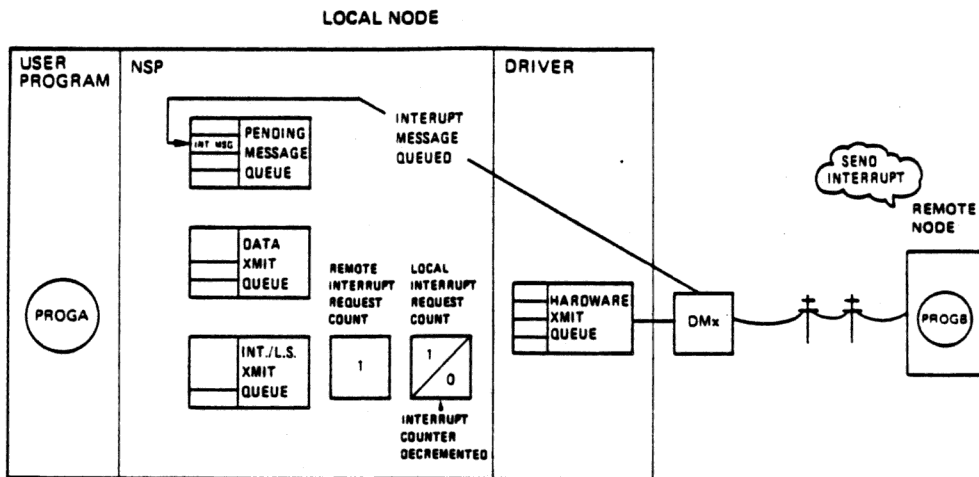 LOCAL NODE
USER
PROGRAM
NSP
DRIVER
PENDING
INT MSG
MESSAGE
QUEUE
INTERUPT
MESSAGE
QUEUED
SEND
INTERRUPT
REMOTE
NODE
DATA
XMIT
QUEUE
REMOTE
INTERRUPT
REQUEST
COUNT
LOCAL
INTERRUPT
REQUEST
COUNT
PROGA
HARDWARE
XMIT
QUEUE
DMx
PROGB
INT./L.S.
XMIT
QUEUE
1
1
0
INTERRUPT
COUNTER
DECREMENTED